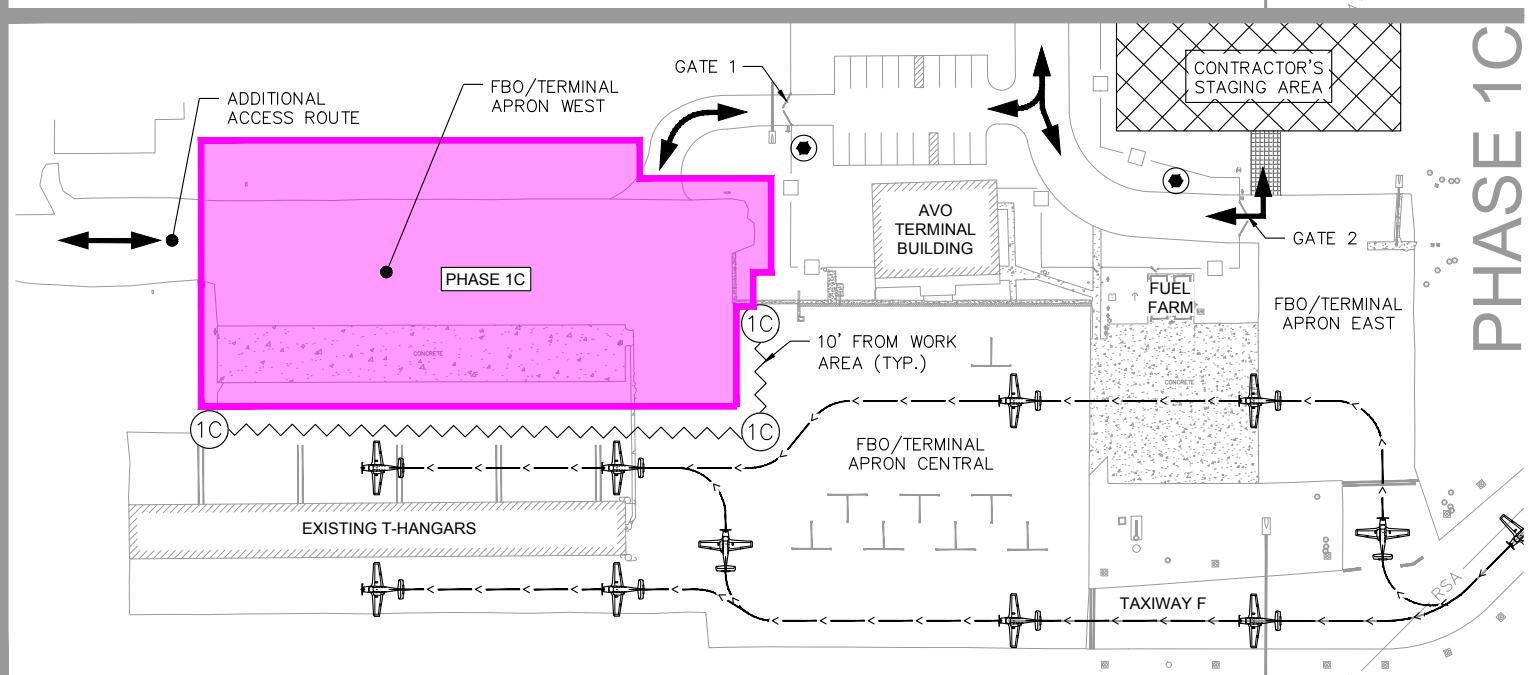 GATE 1
FBO/TERMINAL
APRON WEST
ADDITIONAL
ACCESS ROUTE
CONTRACTOR'S
STAGING AREA
PHASE 1C
AVO
TERMINAL
BUILDING
GATE 2
PHASE 1C
FUEL
FARM
FBO/TERMINAL
APRON EAST
1C
10' FROM WORK
AREA (TYP.)
CONCRETE
CONCRETE
1C
1C
FBO/TERMINAL
APRON CENTRAL
EXISTING T-HANGARS
RSA
TAXIWAY F